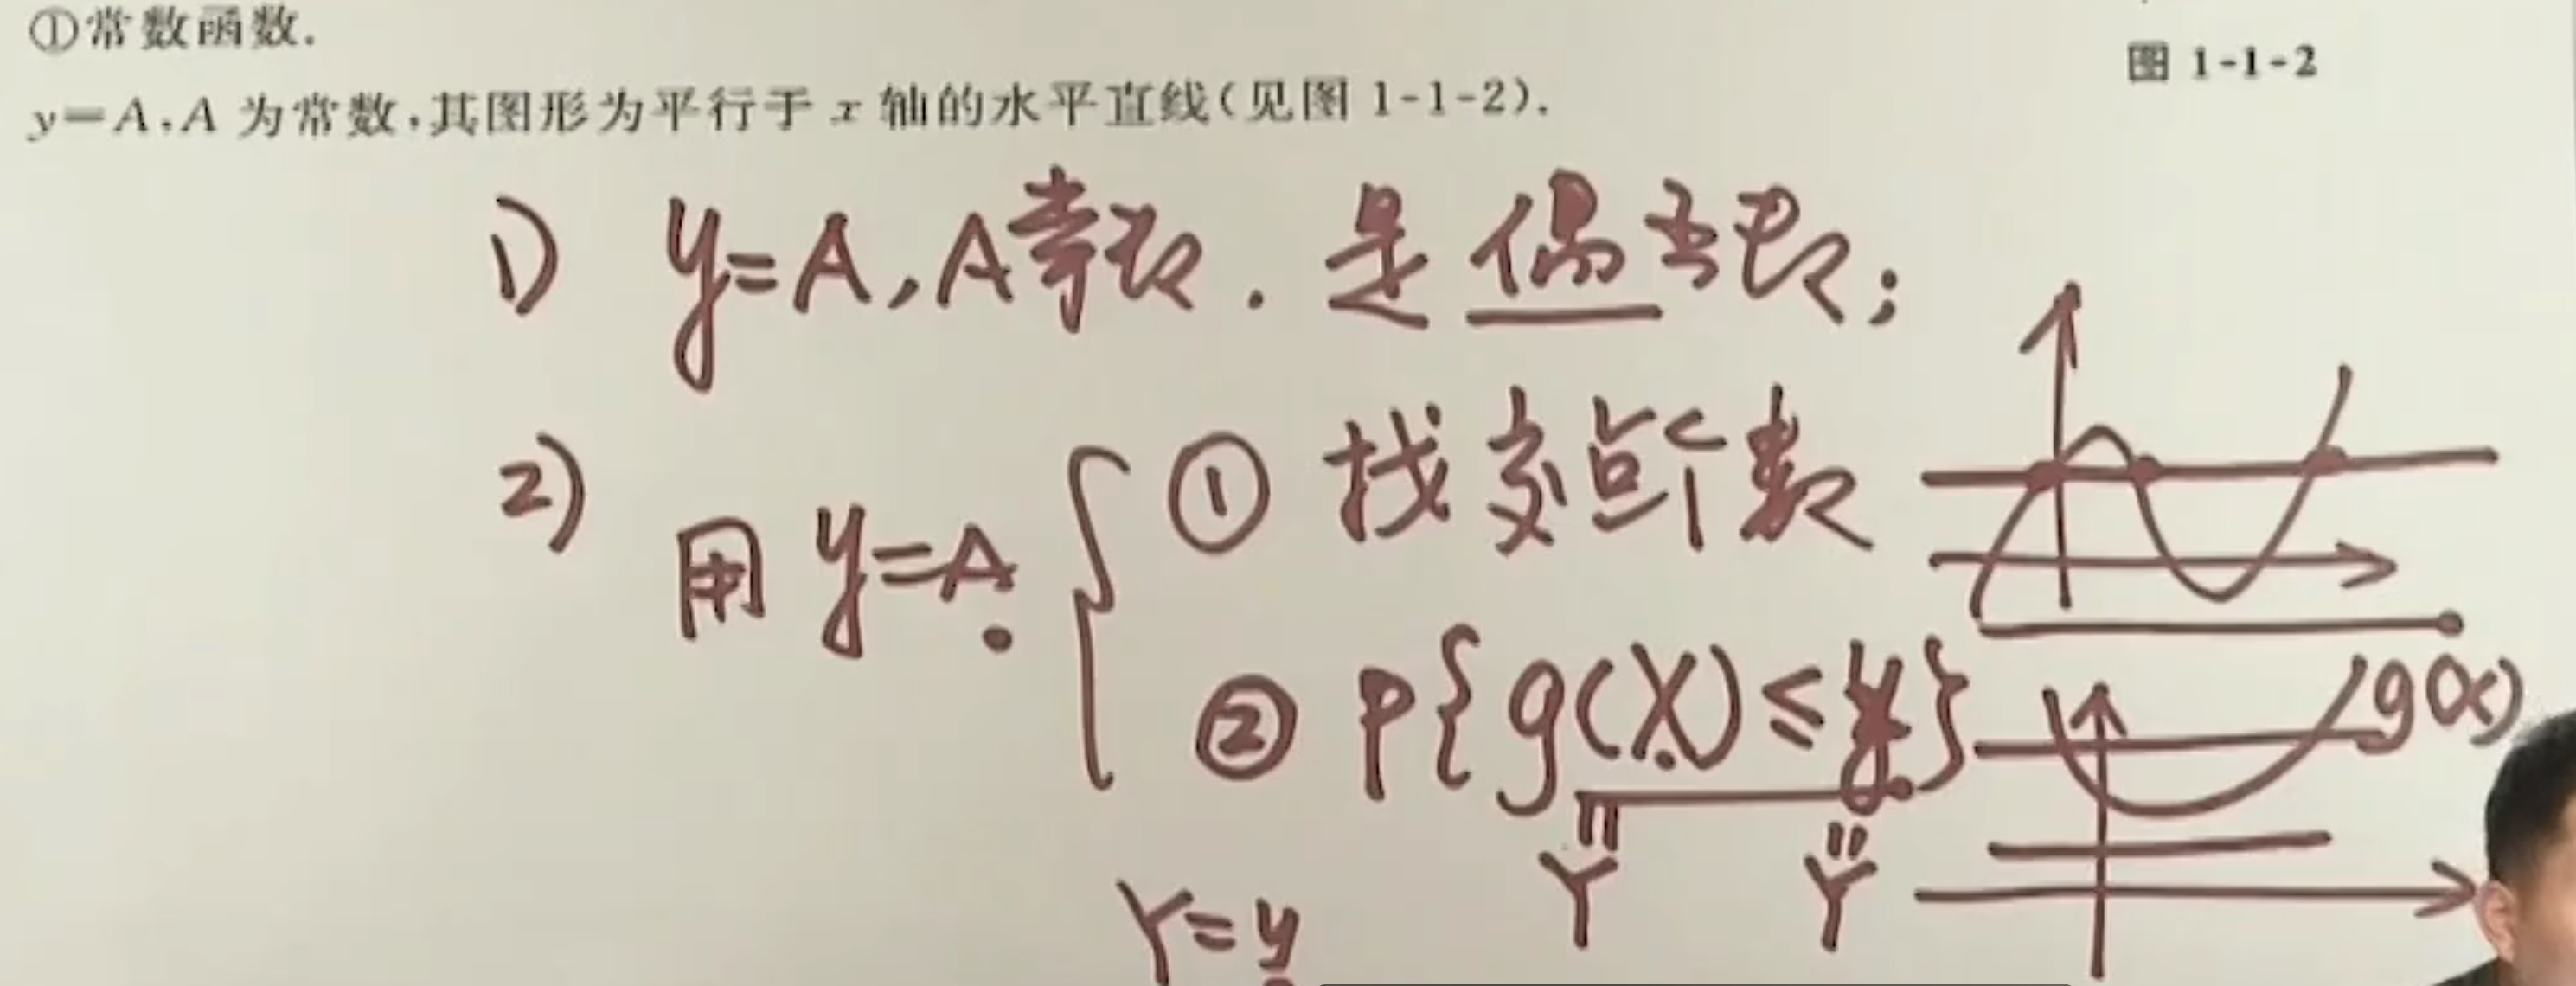 ①常数函数.
图 1-1-2
y=A,A 为常数,其图形为平行于 x 轴的水平直线(见图 1-1-2).
1) y=A,A常数. 是偶函数;
2) 用 y=A.
① 找交点个数
② P{g(X)≤y}
g(x)
Y Y
Y=y